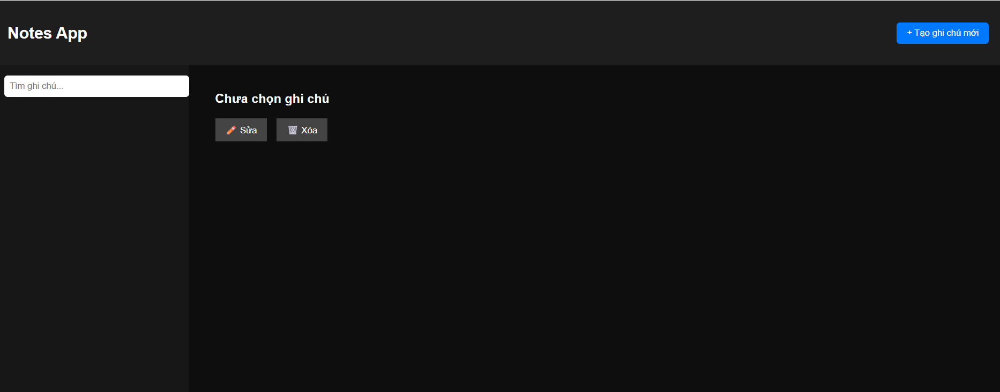 Notes App
+ Tạo ghi chú mới
Tìm ghi chú...
Chưa chọn ghi chú
Sửa
Xóa